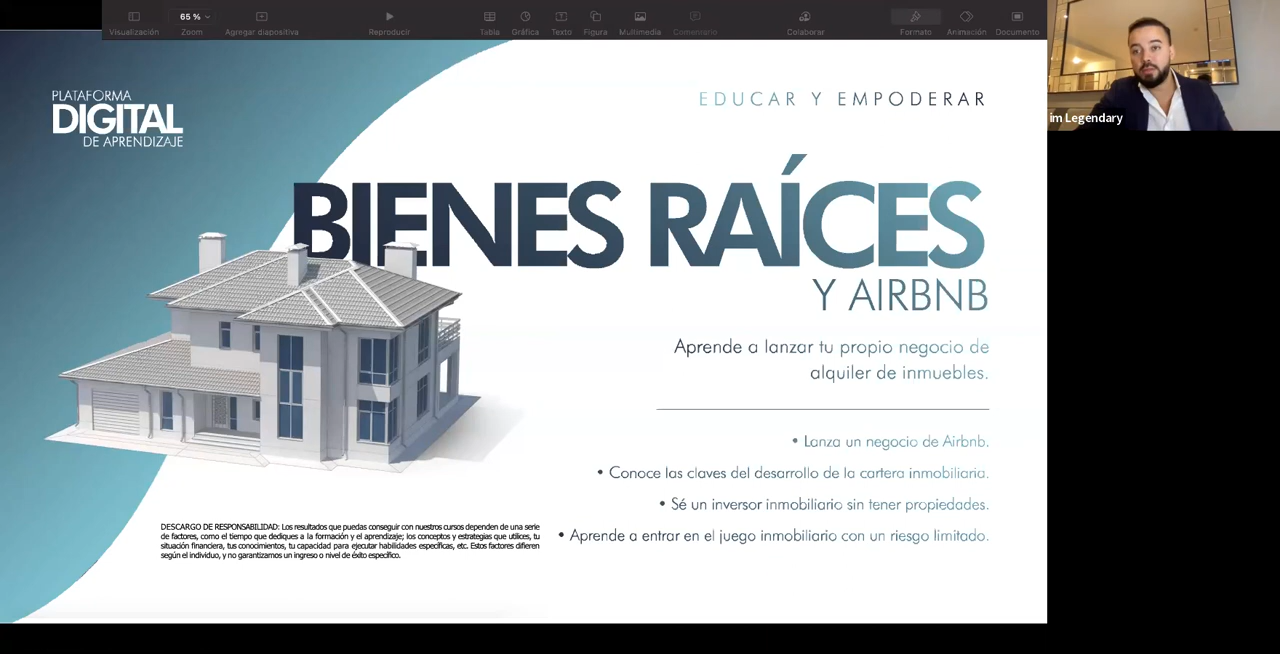 65 %
Visualización
Zoom
Agregar diapositiva
Reproducir
Tabla
Gráfica
Texto
Figura
Multimedia
Comentario
Colaborar
Formato
Animación
Documento
im Legendary
PLATAFORMA
DIGITAL
DE APRENDIZAJE
EDUCAR Y EMPODERAR
BIENES RAÍCES
Y AIRBNB
Aprende a lanzar tu propio negocio de
alquiler de inmuebles.
• Lanza un negocio de Airbnb.
• Conoce las claves del desarrollo de la cartera inmobiliaria.
• Sé un inversor inmobiliario sin tener propiedades.
• Aprende a entrar en el juego inmobiliario con un riesgo limitado.
DESCARGO DE RESPONSABILIDAD: Los resultados que puedas conseguir con nuestros cursos dependen de una serie
de factores, como el tiempo que dediques a la formación y el aprendizaje; los conceptos y estrategias que utilices, tu
situación financiera, tus conocimientos, tu capacidad para ejecutar habilidades específicas, etc. Estos factores difieren
según el individuo, y no garantizamos un ingreso o nivel de éxito específico.